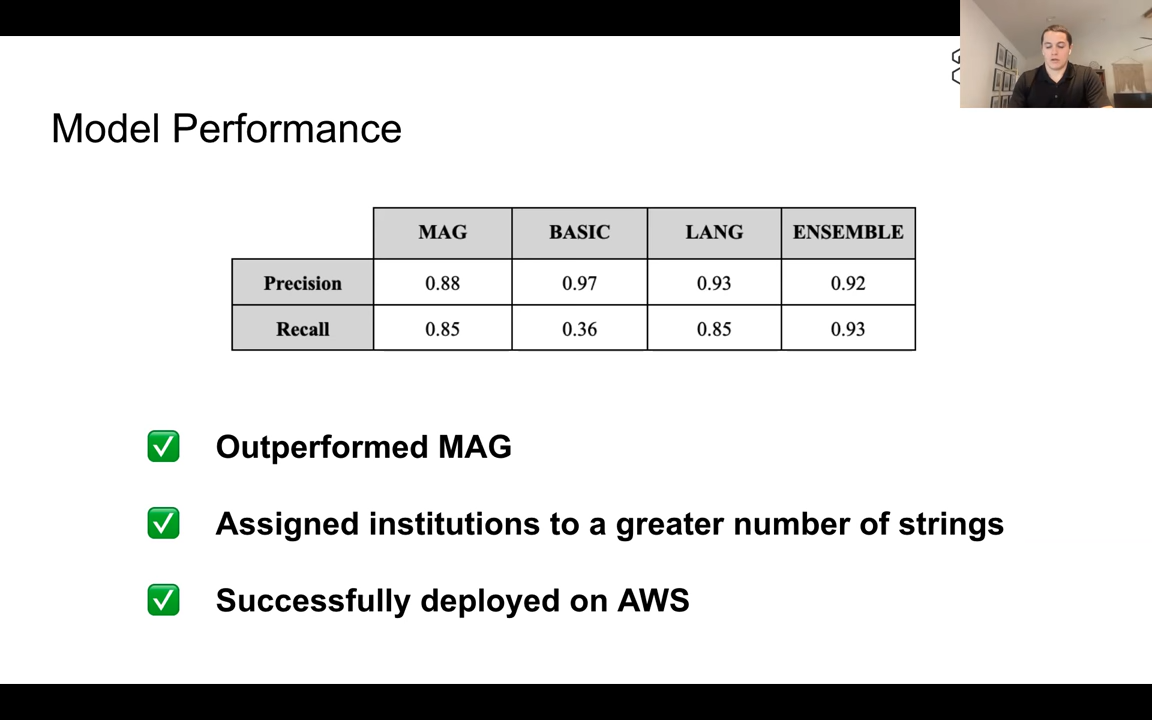 Model Performance
MAG BASIC LANG ENSEMBLE
Precision 0.88 0.97 0.93 0.92
Recall 0.85 0.36 0.85 0.93
✅ Outperformed MAG
✅ Assigned institutions to a greater number of strings
✅ Successfully deployed on AWS